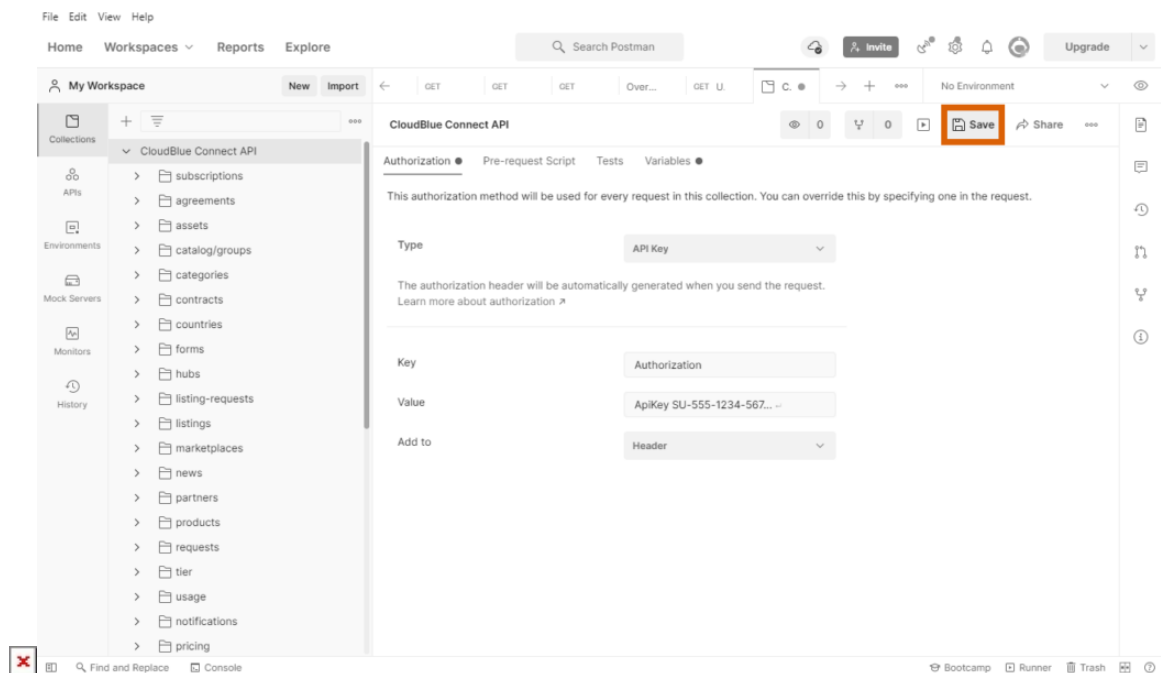 File Edit View Help
Home Workspaces Reports Explore Search Postman Invite Upgrade
My Workspace New Import GET GET GET Over... GET U. C. No Environment
Collections
APIs
Environments
Mock Servers
Monitors
History
CloudBlue Connect API
subscriptions
agreements
assets
catalog/groups
categories
contracts
countries
forms
hubs
listing-requests
listings
marketplaces
news
partners
products
requests
tier
usage
notifications
pricing
CloudBlue Connect API 0 0 Save Share
Authorization Pre-request Script Tests Variables
This authorization method will be used for every request in this collection. You can override this by specifying one in the request.
Type API Key
The authorization header will be automatically generated when you send the request.
Learn more about authorization ↗
Key Authorization
Value ApiKey SU-555-1234-567...
Add to Header
Find and Replace Console Bootcamp Runner Trash